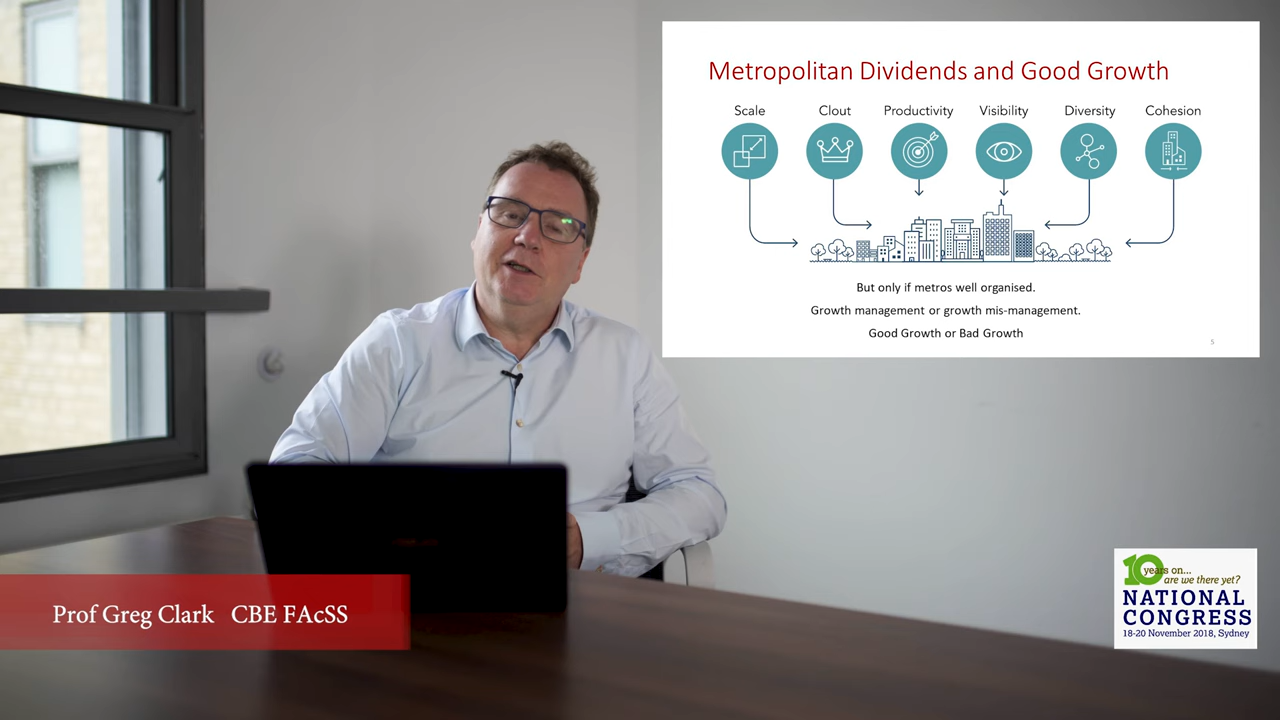 Metropolitan Dividends and Good Growth
Scale Clout Productivity Visibility Diversity Cohesion
But only if metros well organised.
Growth management or growth mis-management.
Good Growth or Bad Growth
5
Prof Greg Clark CBE FAcSS
10 years on...
are we there yet?
NATIONAL
CONGRESS
18-20 November 2018, Sydney